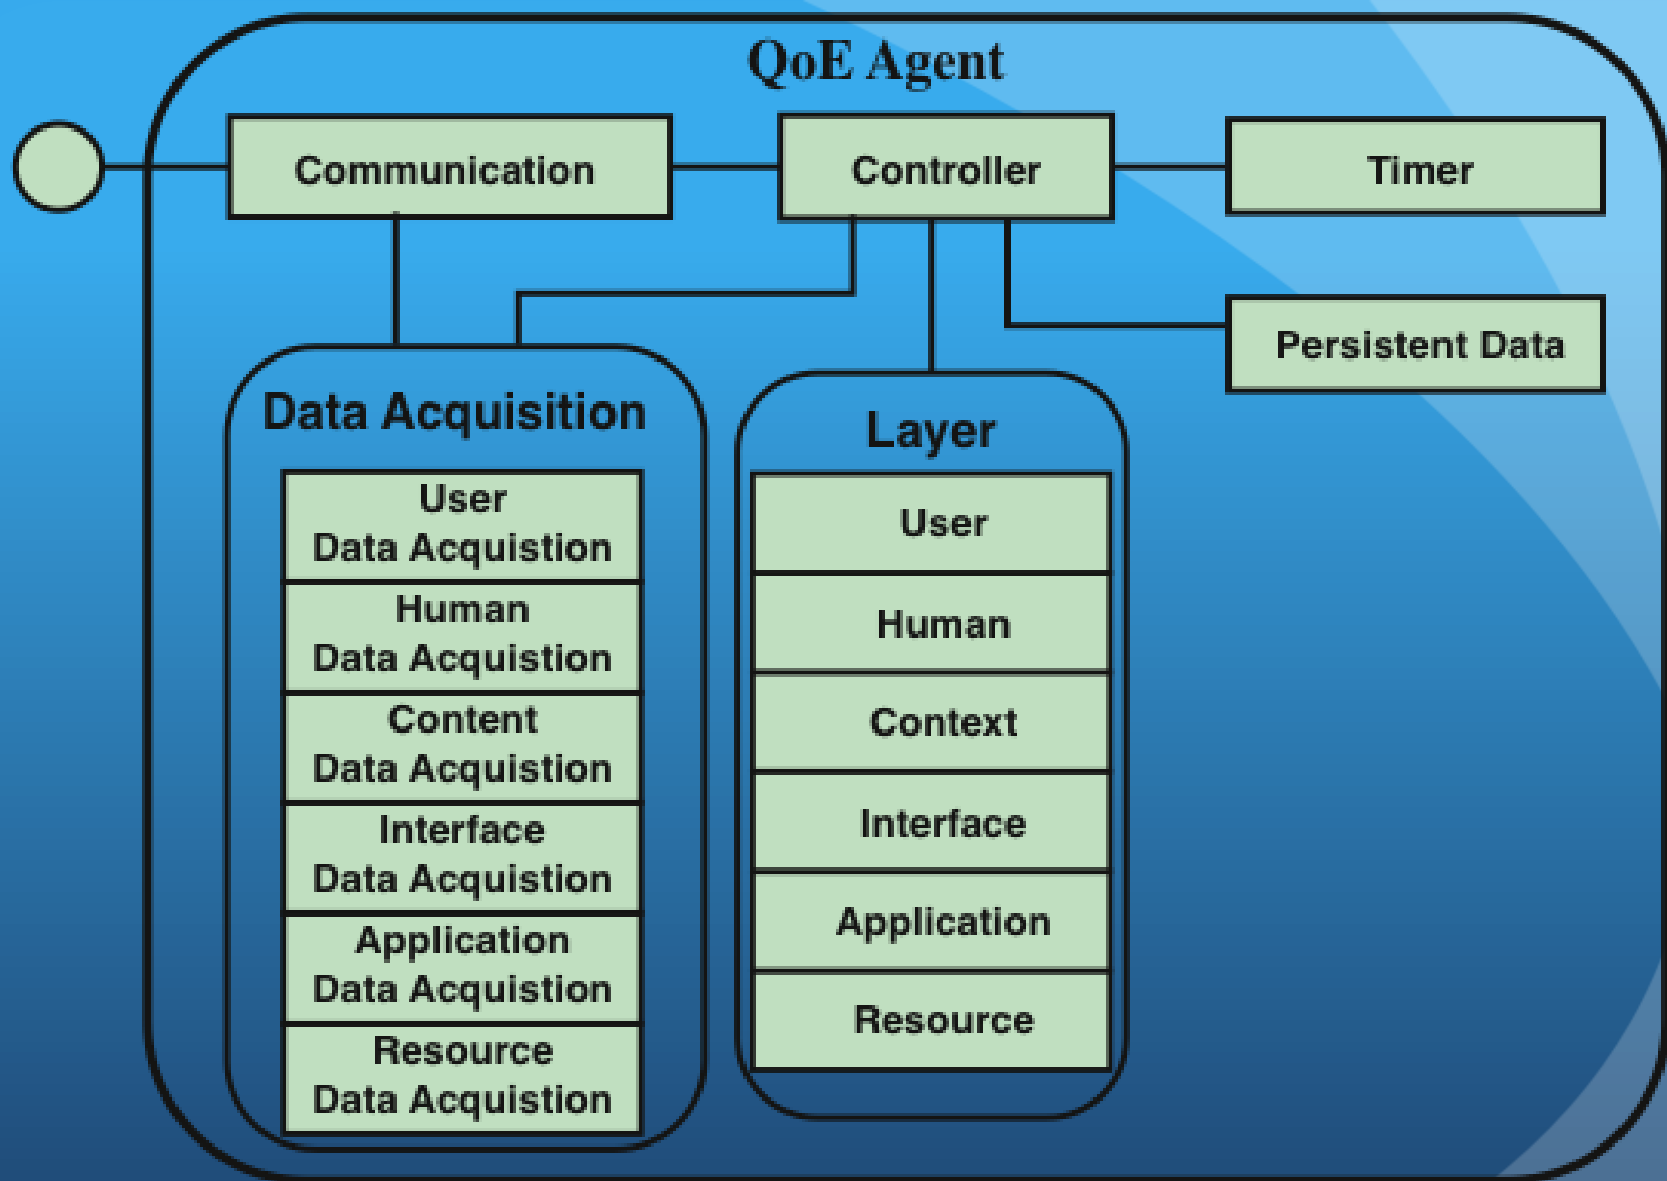 QoE Agent
Communication
Controller
Timer
Persistent Data
Data Acquisition
User
Data Acquistion
Human
Data Acquistion
Content
Data Acquistion
Interface
Data Acquistion
Application
Data Acquistion
Resource
Data Acquistion
Layer
User
Human
Context
Interface
Application
Resource